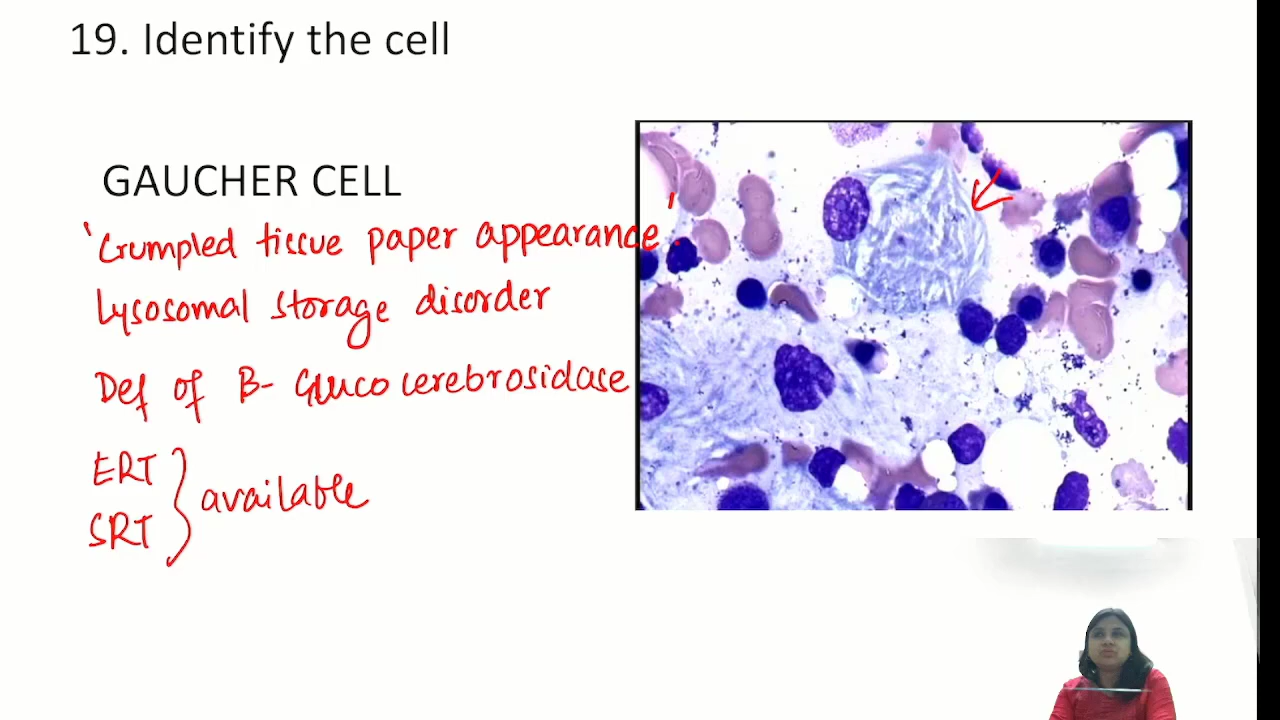 19. Identify the cell
GAUCHER CELL
'Crumpled tissue paper appearance'.
Lysosomal storage disorder
Def of B- Gluco cerebrosidase
ERT
SRT } available